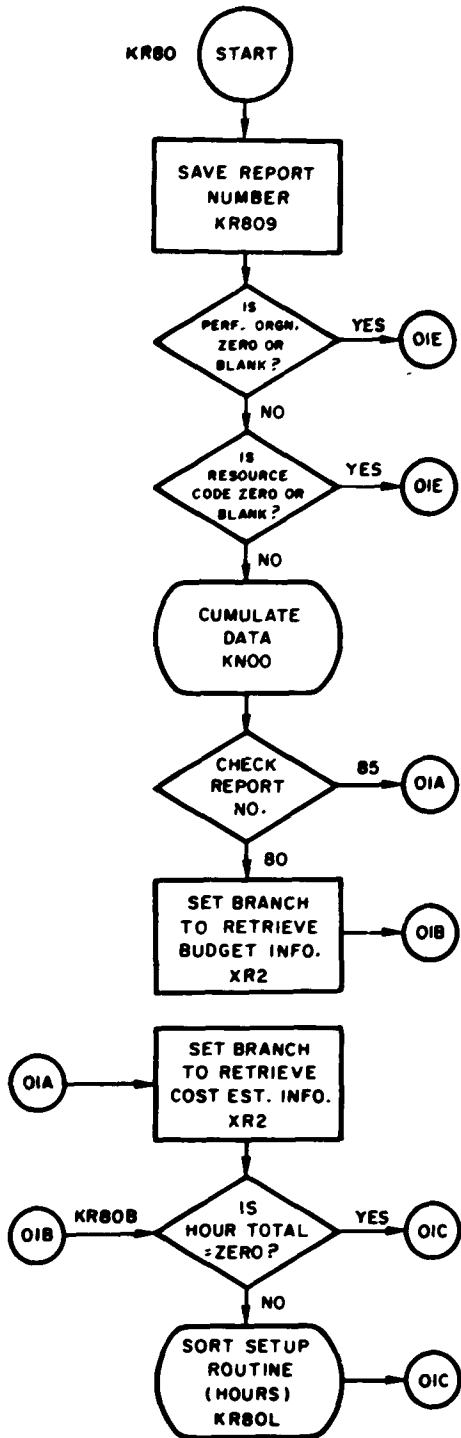 KR80
START
SAVE REPORT
NUMBER
KR809
IS
PERF. ORGN.
ZERO OR
BLANK?
YES
01E
NO
IS
RESOURCE
CODE ZERO OR
BLANK?
YES
01E
NO
CUMULATE
DATA
KN00
CHECK
REPORT
NO.
85
01A
80
SET BRANCH
TO RETRIEVE
BUDGET INFO.
XR2
01B
01A
SET BRANCH
TO RETRIEVE
COST EST. INFO.
XR2
01B
KR80B
IS
HOUR TOTAL
=ZERO?
YES
01C
NO
SORT SETUP
ROUTINE
(HOURS)
KR80L
01C